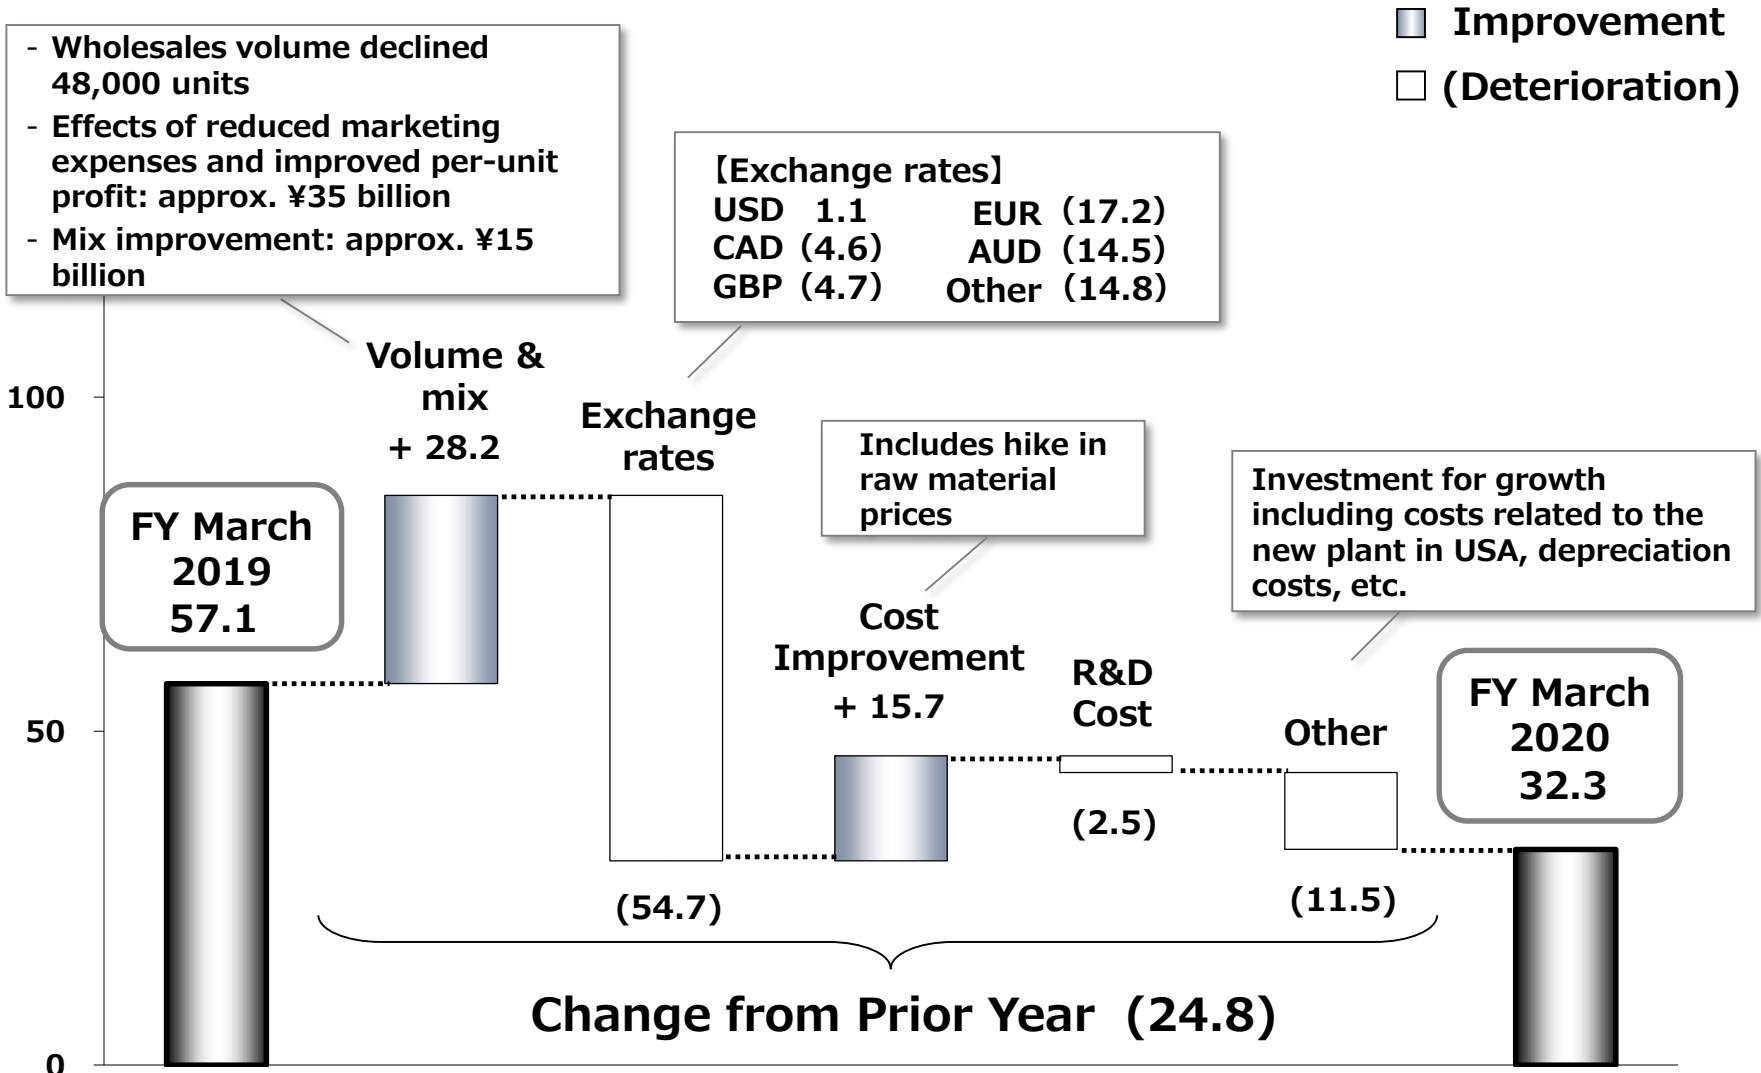 Improvement
(Deterioration)
- Wholesales volume declined
48,000 units
- Effects of reduced marketing
expenses and improved per-unit
profit: approx. ¥35 billion
- Mix improvement: approx. ¥15
billion
【Exchange rates】
USD 1.1 EUR (17.2)
CAD (4.6) AUD (14.5)
GBP (4.7) Other (14.8)
Volume &
mix
+ 28.2
Exchange
rates
(54.7)
Includes hike in
raw material
prices
Cost
Improvement
+ 15.7
R&D
Cost
(2.5)
Investment for growth
including costs related to the
new plant in USA, depreciation
costs, etc.
Other
(11.5)
FY March
2019
57.1
FY March
2020
32.3
100
50
0
Change from Prior Year (24.8)